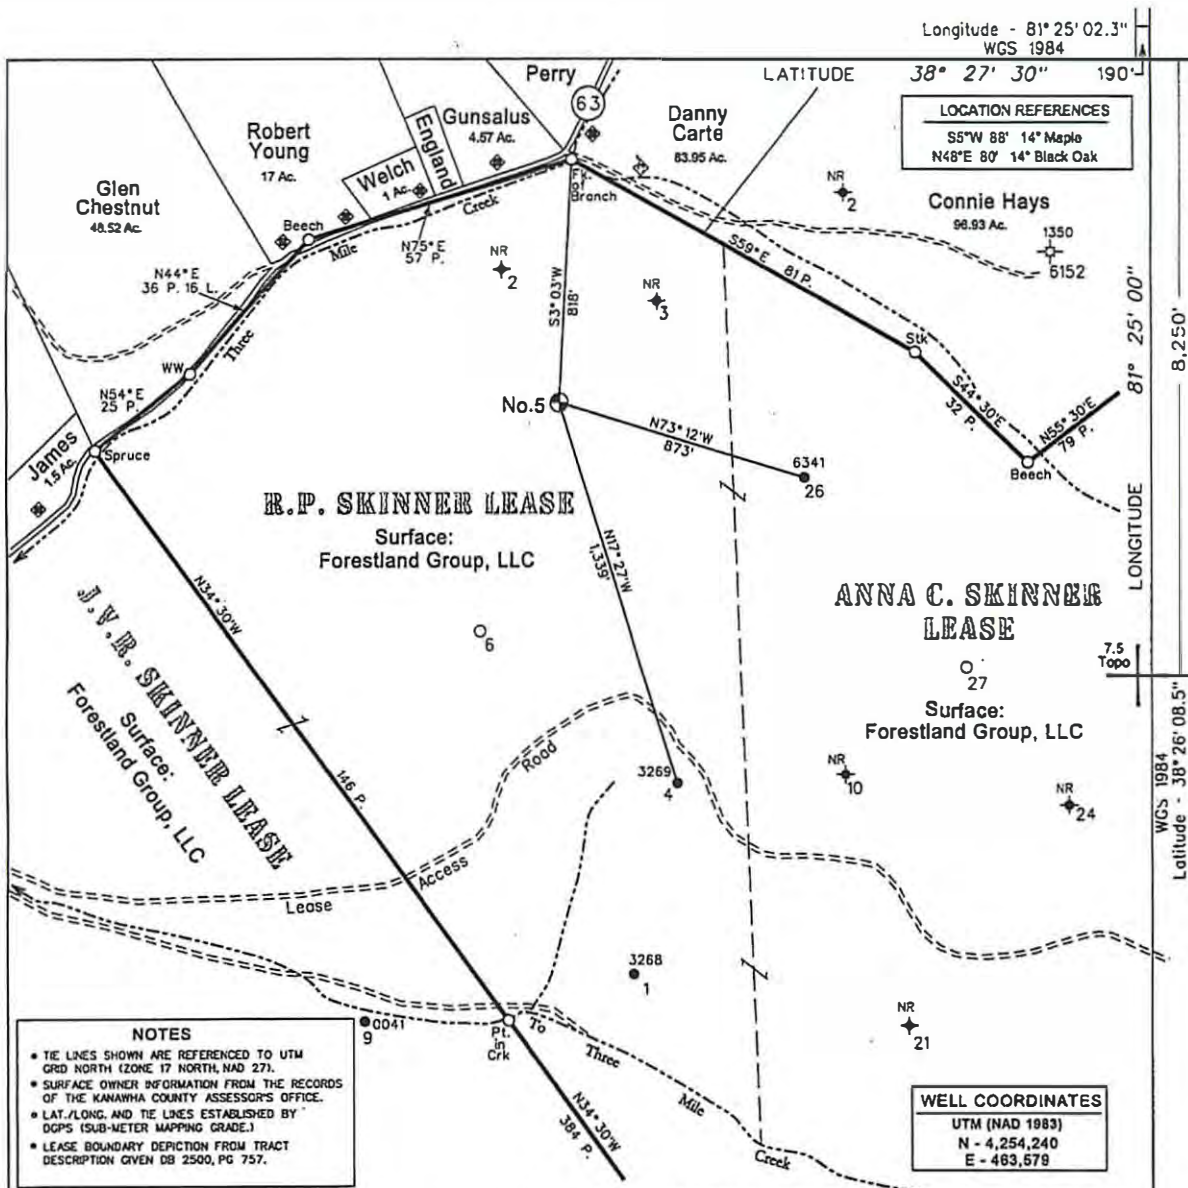 Longitude - 81° 25' 02.3"
WGS 1984
LATITUDE 38° 27' 30" 190'
LOCATION REFERENCES
S5°W 88' 14" Maple
N48°E 80' 14" Black Oak
Perry
63
Danny
Carte
83.95 Ac.
Gunsalus
4.57 Ac.
England
Welch
1 Ac.
Robert
Young
17 Ac.
Glen
Chestnut
48.52 Ac.
Connie Hays
96.93 Ac.
1350
6152
NR
2
Beech
Fk.
of
Branch
Three
Mile
Creek
N75°E
57 P.
N44°E
36 P. 16 L.
WW
N54°E
25 P.
James
1.5 Ac.
Spruce
NR
2
NR
3
S3° 03'W
818'
S59°E 81 P.
Stk
S44° 30'E
32 P.
N55° 30'E
79 P.
Beech
81° 25' 00"
LONGITUDE
8,250'
No.5
N73° 12'W
873'
6341
26
R.P. SKINNER LEASE
Surface:
Forestland Group, LLC
N17° 27'W
1,339'
ANNA C. SKINNER
LEASE
27
Surface:
Forestland Group, LLC
7.5
Topo
WGS 1984
Latitude - 38° 26' 08.5"
J.V.R. SKINNER LEASE
Surface:
Forestland Group, LLC
N34° 30'W
146 P.
6
3269
4
NR
10
NR
24
Lease
Access
Road
3268
1
NR
21
0041
9
Pt.
in
Crk
To
Three
Mile
Creek
N34° 30'W
384 P.
NOTES
• TIE LINES SHOWN ARE REFERENCED TO UTM
GRID NORTH (ZONE 17 NORTH, NAD 27).
• SURFACE OWNER INFORMATION FROM THE RECORDS
OF THE KANAWHA COUNTY ASSESSOR'S OFFICE.
• LAT./LONG. AND TIE LINES ESTABLISHED BY
DGPS (SUB-METER MAPPING GRADE.)
• LEASE BOUNDARY DEPICTION FROM TRACT
DESCRIPTION GIVEN DB 2500, PG 757.
WELL COORDINATES
UTM (NAD 1983)
N - 4,254,240
E - 463,579